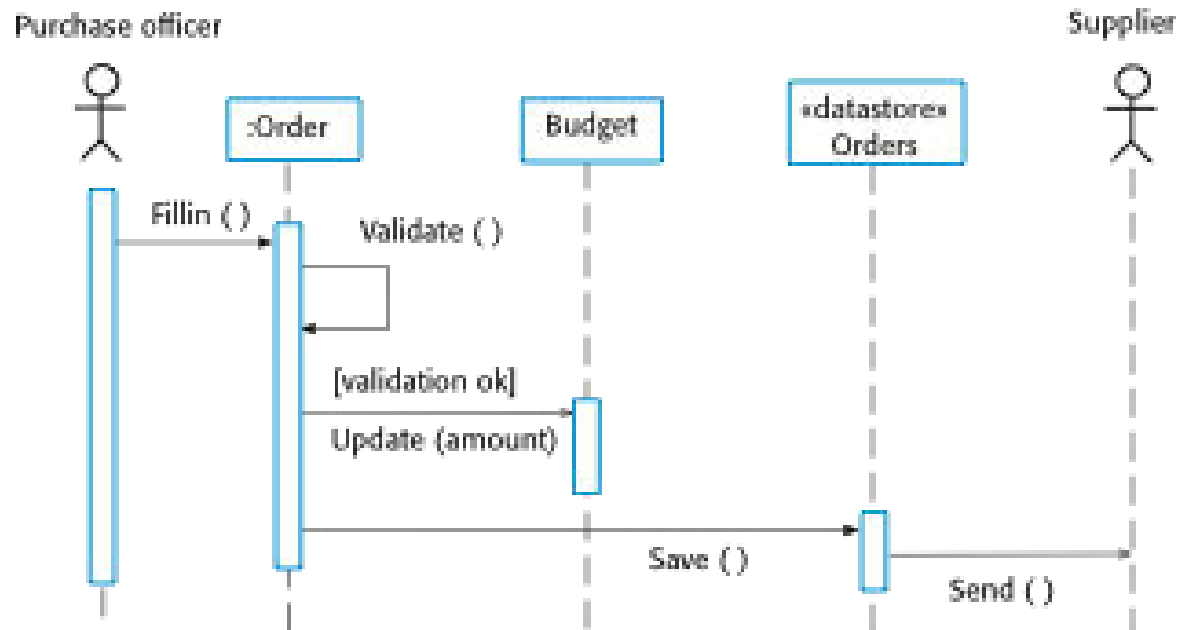 Purchase officer
Supplier
:Order
Budget
«datastore»
Orders
Fillin ( )
Validate ( )
[validation ok]
Update (amount)
Save ( )
Send ( )